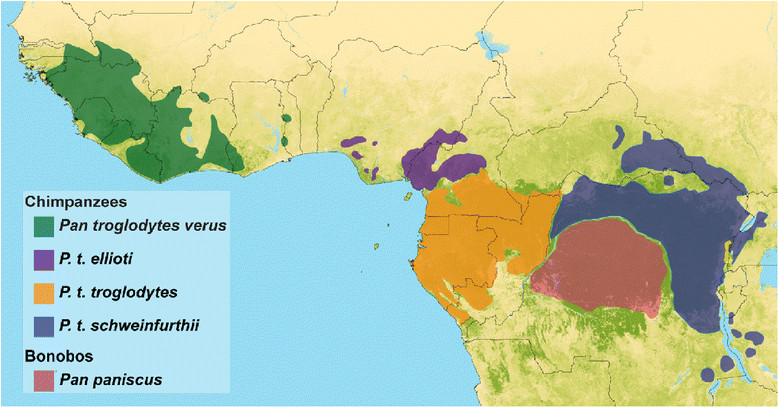 Chimpanzees
Pan troglodytes verus
P. t. ellioti
P. t. troglodytes
P. t. schweinfurthii
Bonobos
Pan paniscus